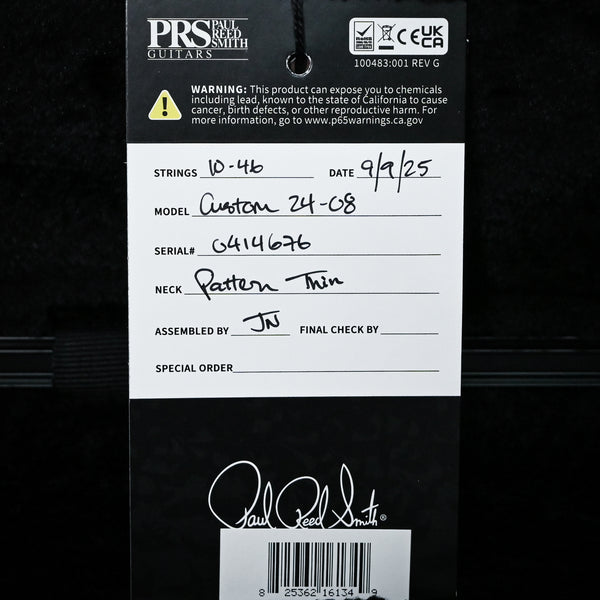 PRS PAUL REED SMITH
GUITARS
RoHS CE UK CA
100483:001 REV G
WARNING: This product can expose you to chemicals
including lead, known to the state of California to cause
cancer, birth defects, or other reproductive harm. For
more information, go to www.p65warnings.ca.gov
STRINGS 10-46 DATE 9/9/25
MODEL Custom 24-08
SERIAL# 0414676
NECK Pattern Thin
ASSEMBLED BY JN FINAL CHECK BY
SPECIAL ORDER
Paul Reed Smith®
8 25362 16134 9